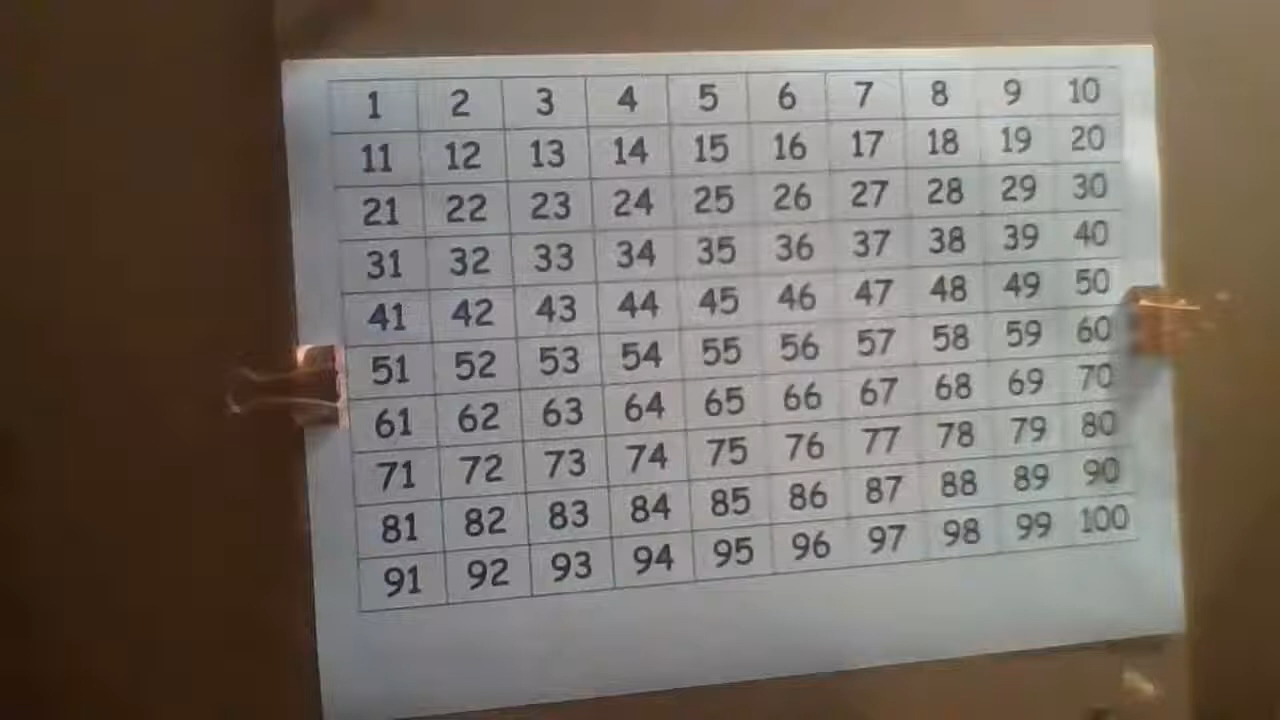 1 2 3 4 5 6 7 8 9 10
11 12 13 14 15 16 17 18 19 20
21 22 23 24 25 26 27 28 29 30
31 32 33 34 35 36 37 38 39 40
41 42 43 44 45 46 47 48 49 50
51 52 53 54 55 56 57 58 59 60
61 62 63 64 65 66 67 68 69 70
71 72 73 74 75 76 77 78 79 80
81 82 83 84 85 86 87 88 89 90
91 92 93 94 95 96 97 98 99 100